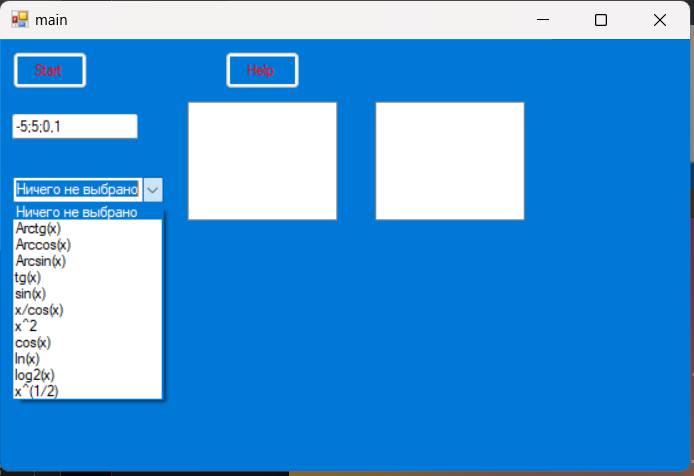 main
Start
Help
-5;5;0,1
Ничего не выбрано
Ничего не выбрано
Arctg(x)
Arccos(x)
Arcsin(x)
tg(x)
sin(x)
x/cos(x)
x^2
cos(x)
ln(x)
log2(x)
x^(1/2)